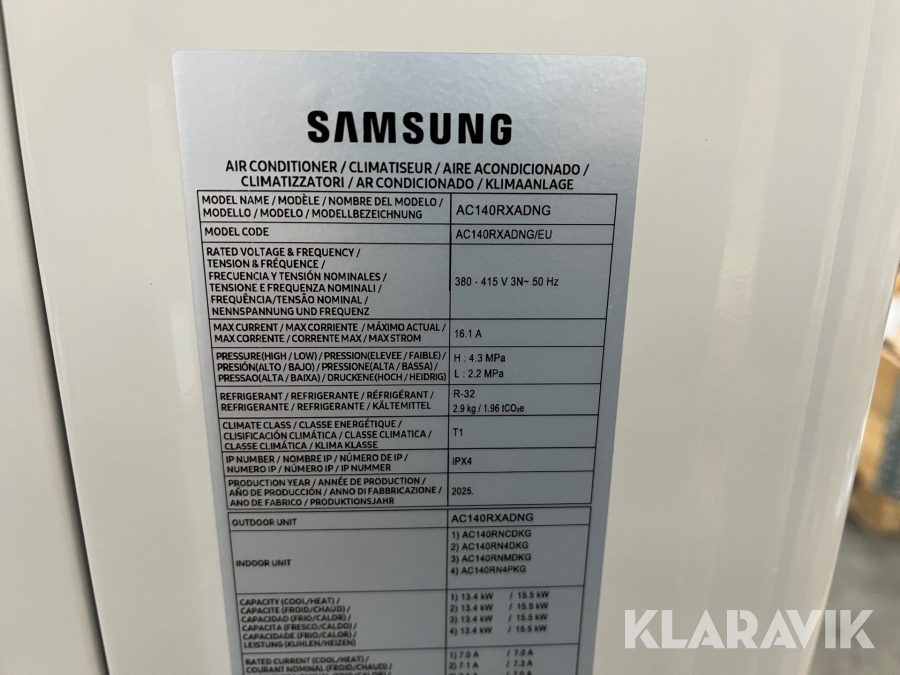 SAMSUNG
AIR CONDITIONER / CLIMATISEUR / AIRE ACONDICIONADO /
CLIMATIZZATORI / AR CONDICIONADO / KLIMAANLAGE
MODEL NAME / MODÈLE / NOMBRE DEL MODELO /
MODELLO / MODELO / MODELLBEZEICHNUNG
AC140RXADNG
MODEL CODE
AC140RXADNG/EU
RATED VOLTAGE & FREQUENCY /
TENSION & FRÉQUENCE /
FRECUENCIA Y TENSIÓN NOMINALES /
TENSIONE E FREQUENZA NOMINALI /
FREQUÊNCIA/TENSÃO NOMINAL /
NENNSPANNUNG UND FREQUENZ
380 - 415 V 3N~ 50 Hz
MAX CURRENT / MAX CORRIENTE / MÁXIMO ACTUAL /
MAX CORRENTE / CORRENTE MAX / MAX STROM
16.1 A
PRESSURE(HIGH / LOW) / PRESSION(ELEVEE / FAIBLE) /
PRESIÓN(ALTO / BAJO) / PRESSIONE(ALTA / BASSA) /
PRESSAO(ALTA / BAIXA) / DRUCKENE(HOCH / HEIDRIG)
H : 4.3 MPa
L : 2.2 MPa
REFRIGERANT / REFRIGERANTE / RÉFRIGÉRANT /
REFRIGERANTE / REFRIGERANTE / KÄLTEMITTEL
R-32
2.9 kg / 1.96 tCO₂e
CLIMATE CLASS / CLASSE ENERGÉTIQUE /
CLISIFICACIÓN CLIMÁTICA / CLASSE CLIMATICA /
CLASSE CLIMÁTICA / KLIMA KLASSE
T1
IP NUMBER / NOMBRE IP / NÚMERO DE IP /
NUMERO IP / NÚMERO IP / IP NUMMER
IPX4
PRODUCTION YEAR / ANNÉE DE PRODUCTION /
AÑO DE PRODUCCIÓN / ANNO DI FABBRICAZIONE /
ANO DE FABRICO / PRODUKTIONSJAHR
2025.
OUTDOOR UNIT
AC140RXADNG
INDOOR UNIT
1) AC140RNCDKG
2) AC140RN4DKG
3) AC140RNMDKG
4) AC140RN4PKG
CAPACITY (COOL/HEAT) /
CAPACITE (FROID/CHAUD) /
CAPACIDAD (FRIO/CALOR) /
CAPACITA (FRESCO/CALDO) /
CAPACIDADE (FRIO/CALOR) /
LEISTUNG (KUHLEN/HEIZEN)
1) 13.4 kW / 15.5 kW
2) 13.4 kW / 15.5 kW
3) 13.4 kW / 15.5 kW
4) 13.4 kW / 15.5 kW
RATED CURRENT (COOL/HEAT) /
COURANT NOMINAL (FROID/CHAUD) /
1) 7.0 A / 7.0 A
2) 7.1 A / 7.3 A
KLARAVIK